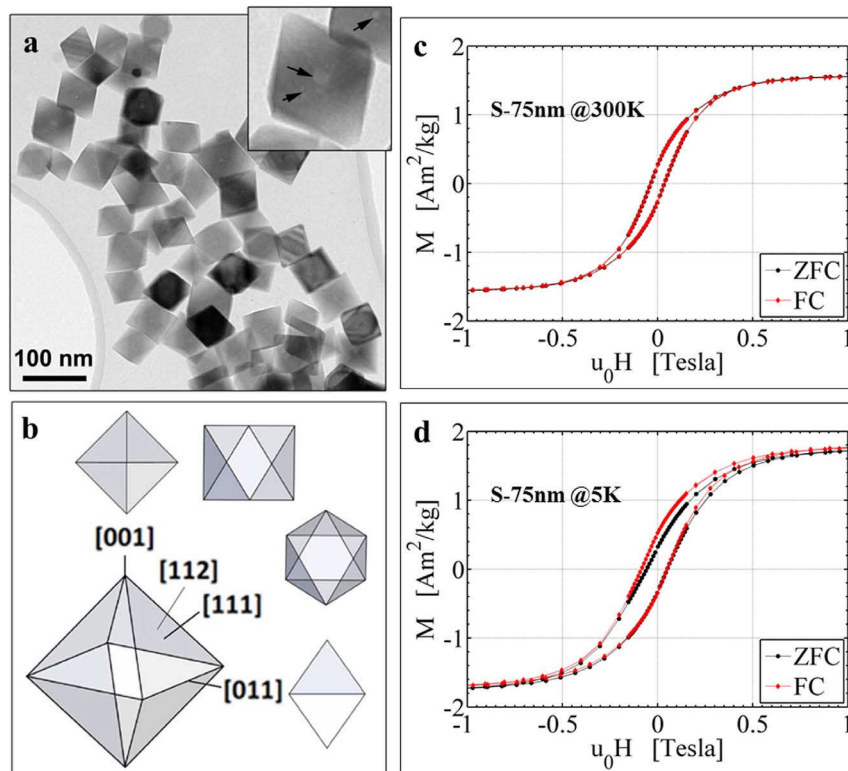 a
100 nm
b
[001]
[112]
[111]
[011]
c
S-75nm @300K
M [Am²/kg]
2
1
0
-1
-2
-1
-0.5
0
0.5
1
u₀H [Tesla]
ZFC
FC
d
S-75nm @5K
M [Am²/kg]
2
1
0
-1
-2
-1
-0.5
0
0.5
1
u₀H [Tesla]
ZFC
FC